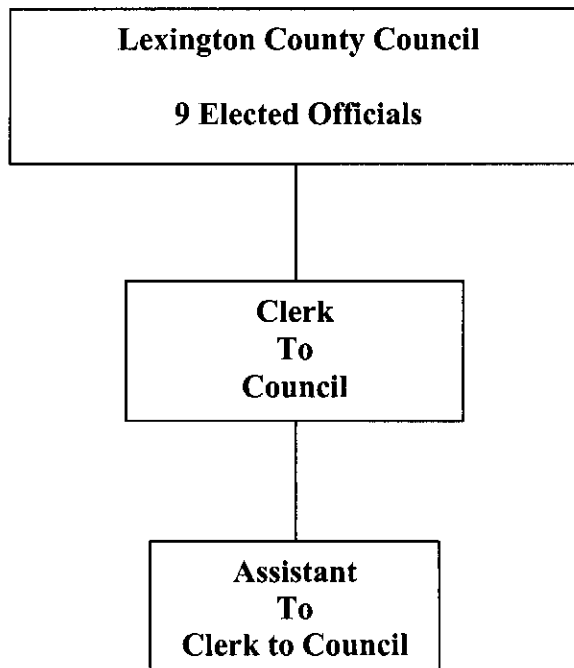 Lexington County Council
9 Elected Officials
Clerk
To
Council
Assistant
To
Clerk to Council